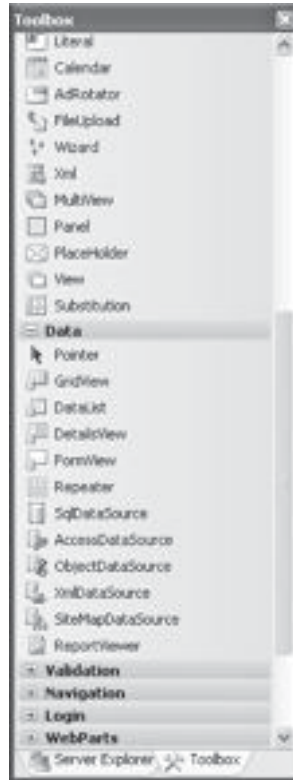 Toolbox
Literal
Calendar
AdRotator
FileUpload
Wizard
Xml
MultiView
Panel
PlaceHolder
View
Substitution
Data
Pointer
GridView
DataList
DetailsView
FormView
Repeater
SqlDataSource
AccessDataSource
ObjectDataSource
XmlDataSource
SiteMapDataSource
ReportViewer
Validation
Navigation
Login
WebParts
Server Explorer Toolbox